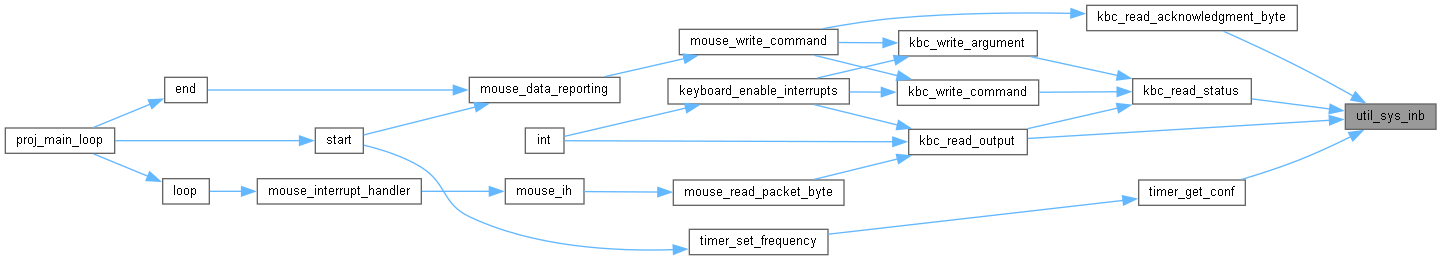 proj_main_loop
end
start
loop
mouse_data_reporting
int
mouse_interrupt_handler
mouse_ih
mouse_write_command
keyboard_enable_interrupts
mouse_read_packet_byte
timer_set_frequency
kbc_write_argument
kbc_write_command
kbc_read_output
kbc_read_acknowledgment_byte
kbc_read_status
timer_get_conf
util_sys_inb